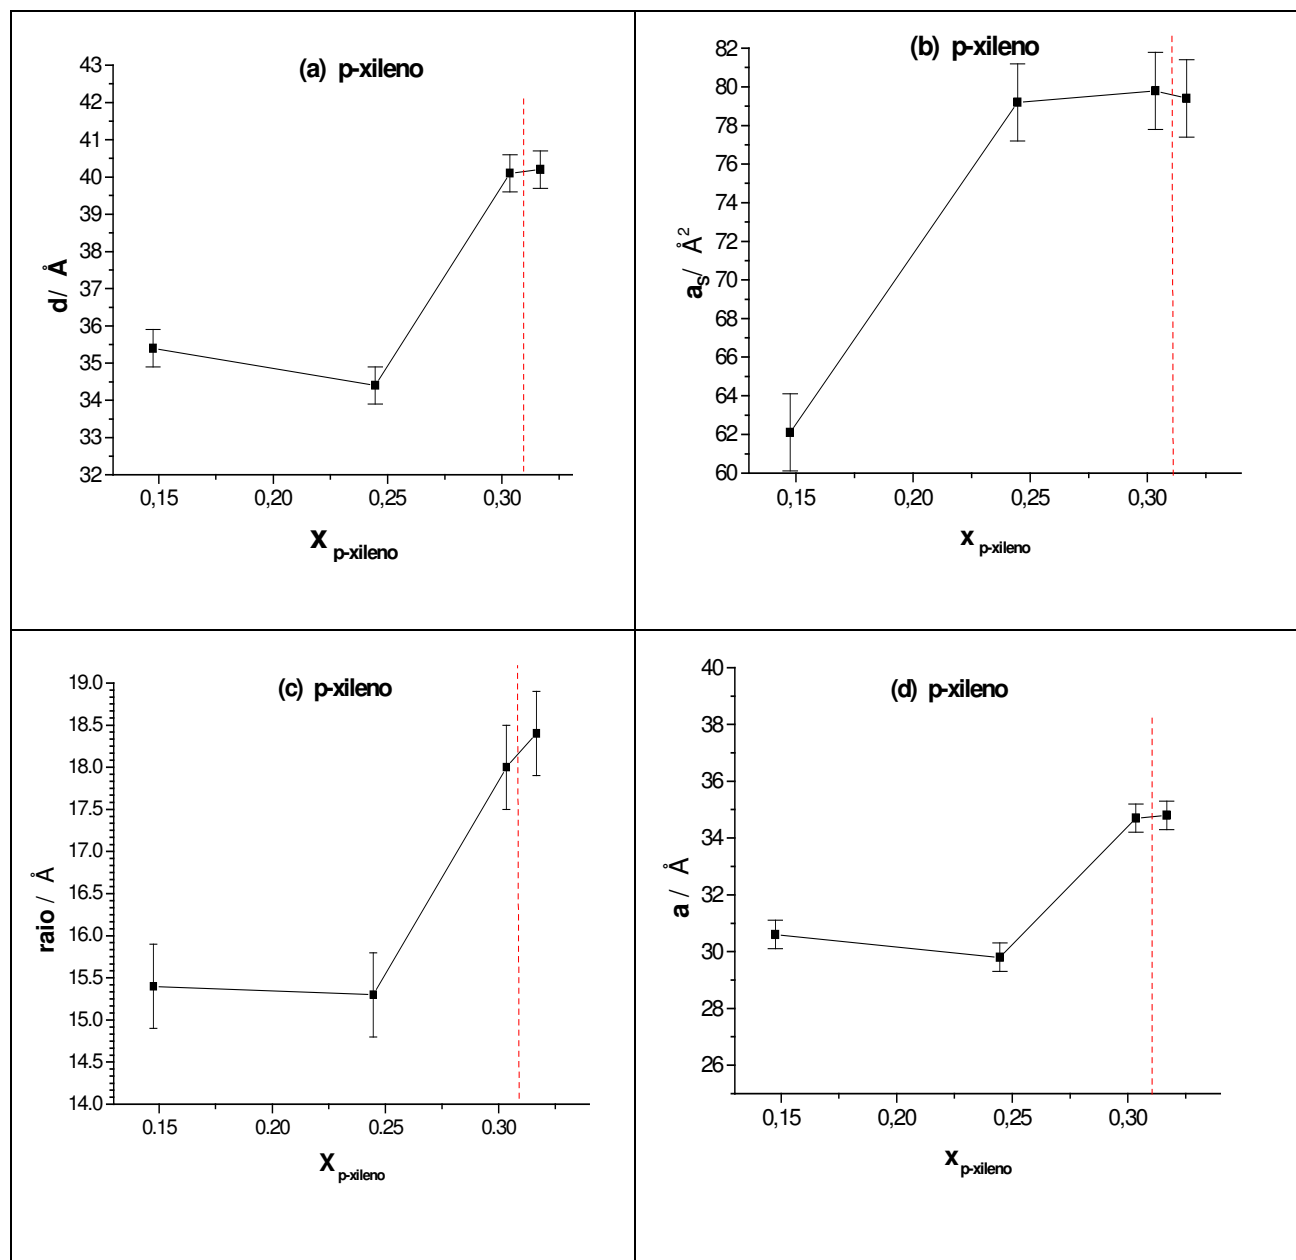 (a) p-xileno
43
42
41
40
39
38
37
36
35
34
33
32
d/ Å
0,15 0,20 0,25 0,30
X p-xileno
(b) p-xileno
82
80
78
76
74
72
70
68
66
64
62
60
aS/ Å2
0,15 0,20 0,25 0,30
x p-xileno
(c) p-xileno
19.0
18.5
18.0
17.5
17.0
16.5
16.0
15.5
15.0
14.5
14.0
raio / Å
0.15 0.20 0.25 0.30
X p-xileno
(d) p-xileno
40
38
36
34
32
30
28
26
a / Å
0,15 0,20 0,25 0,30
x p-xileno